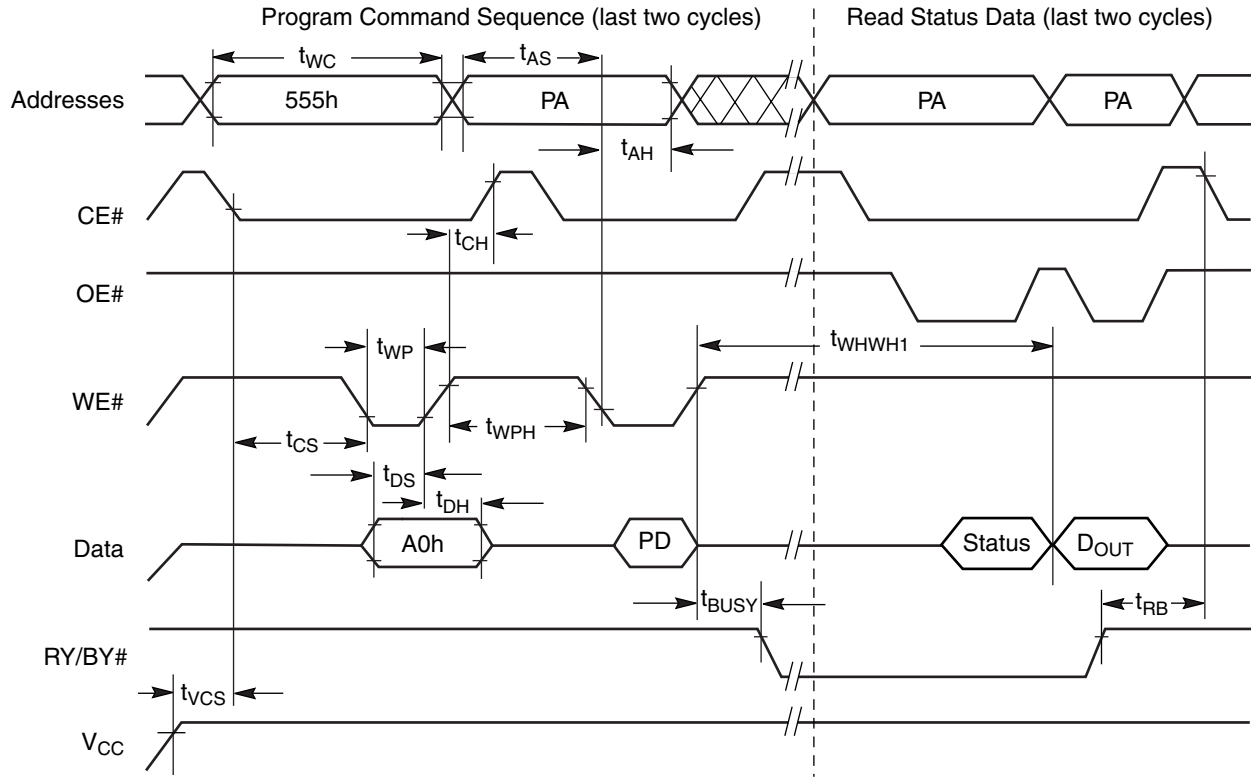 Program Command Sequence (last two cycles)
Read Status Data (last two cycles)
tWC
tAS
Addresses
555h
PA
PA
PA
tAH
CE#
tCH
OE#
tWHWH1
tWP
WE#
tCS
tWPH
tDS
tDH
Data
A0h
PD
Status
DOUT
tBUSY
tRB
RY/BY#
tVCS
VCC